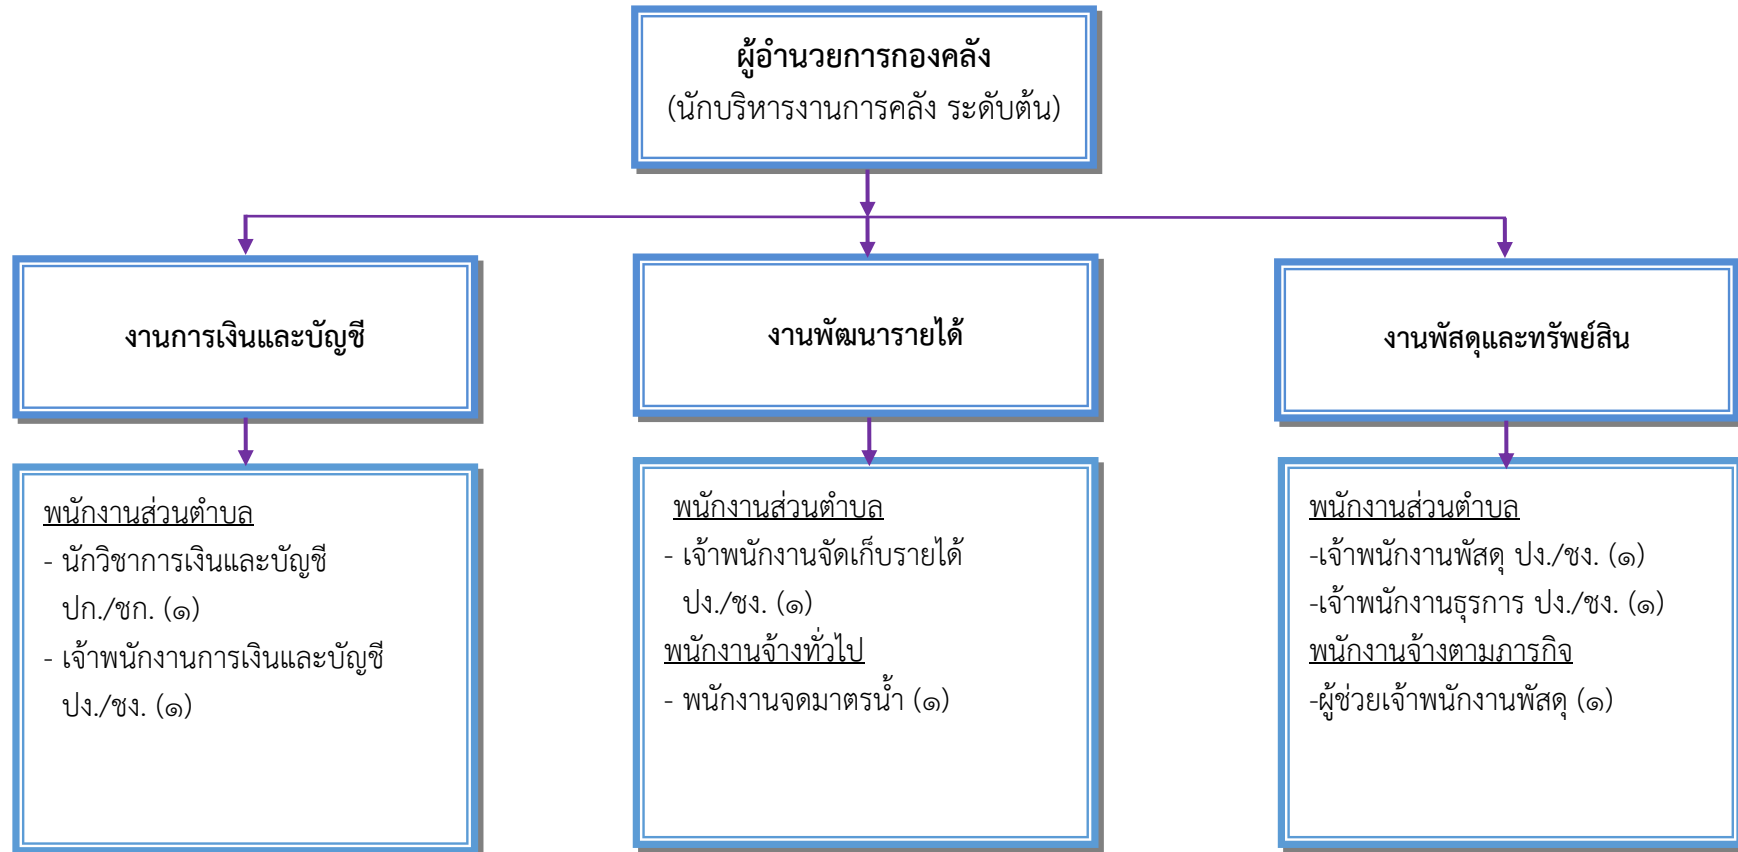 ผู้อำนวยการกองคลัง
(นักบริหารงานการคลัง ระดับต้น)
งานการเงินและบัญชี
งานพัฒนารายได้
งานพัสดุและทรัพย์สิน
พนักงานส่วนตำบล
- นักวิชาการเงินและบัญชี
ปก./ชก. (๑)
- เจ้าพนักงานการเงินและบัญชี
ปง./ชง. (๑)
พนักงานส่วนตำบล
- เจ้าพนักงานจัดเก็บรายได้
ปง./ชง. (๑)
พนักงานจ้างทั่วไป
- พนักงานจดมาตรน้ำ (๑)
พนักงานส่วนตำบล
-เจ้าพนักงานพัสดุ ปง./ชง. (๑)
-เจ้าพนักงานธุรการ ปง./ชง. (๑)
พนักงานจ้างตามภารกิจ
-ผู้ช่วยเจ้าพนักงานพัสดุ (๑)